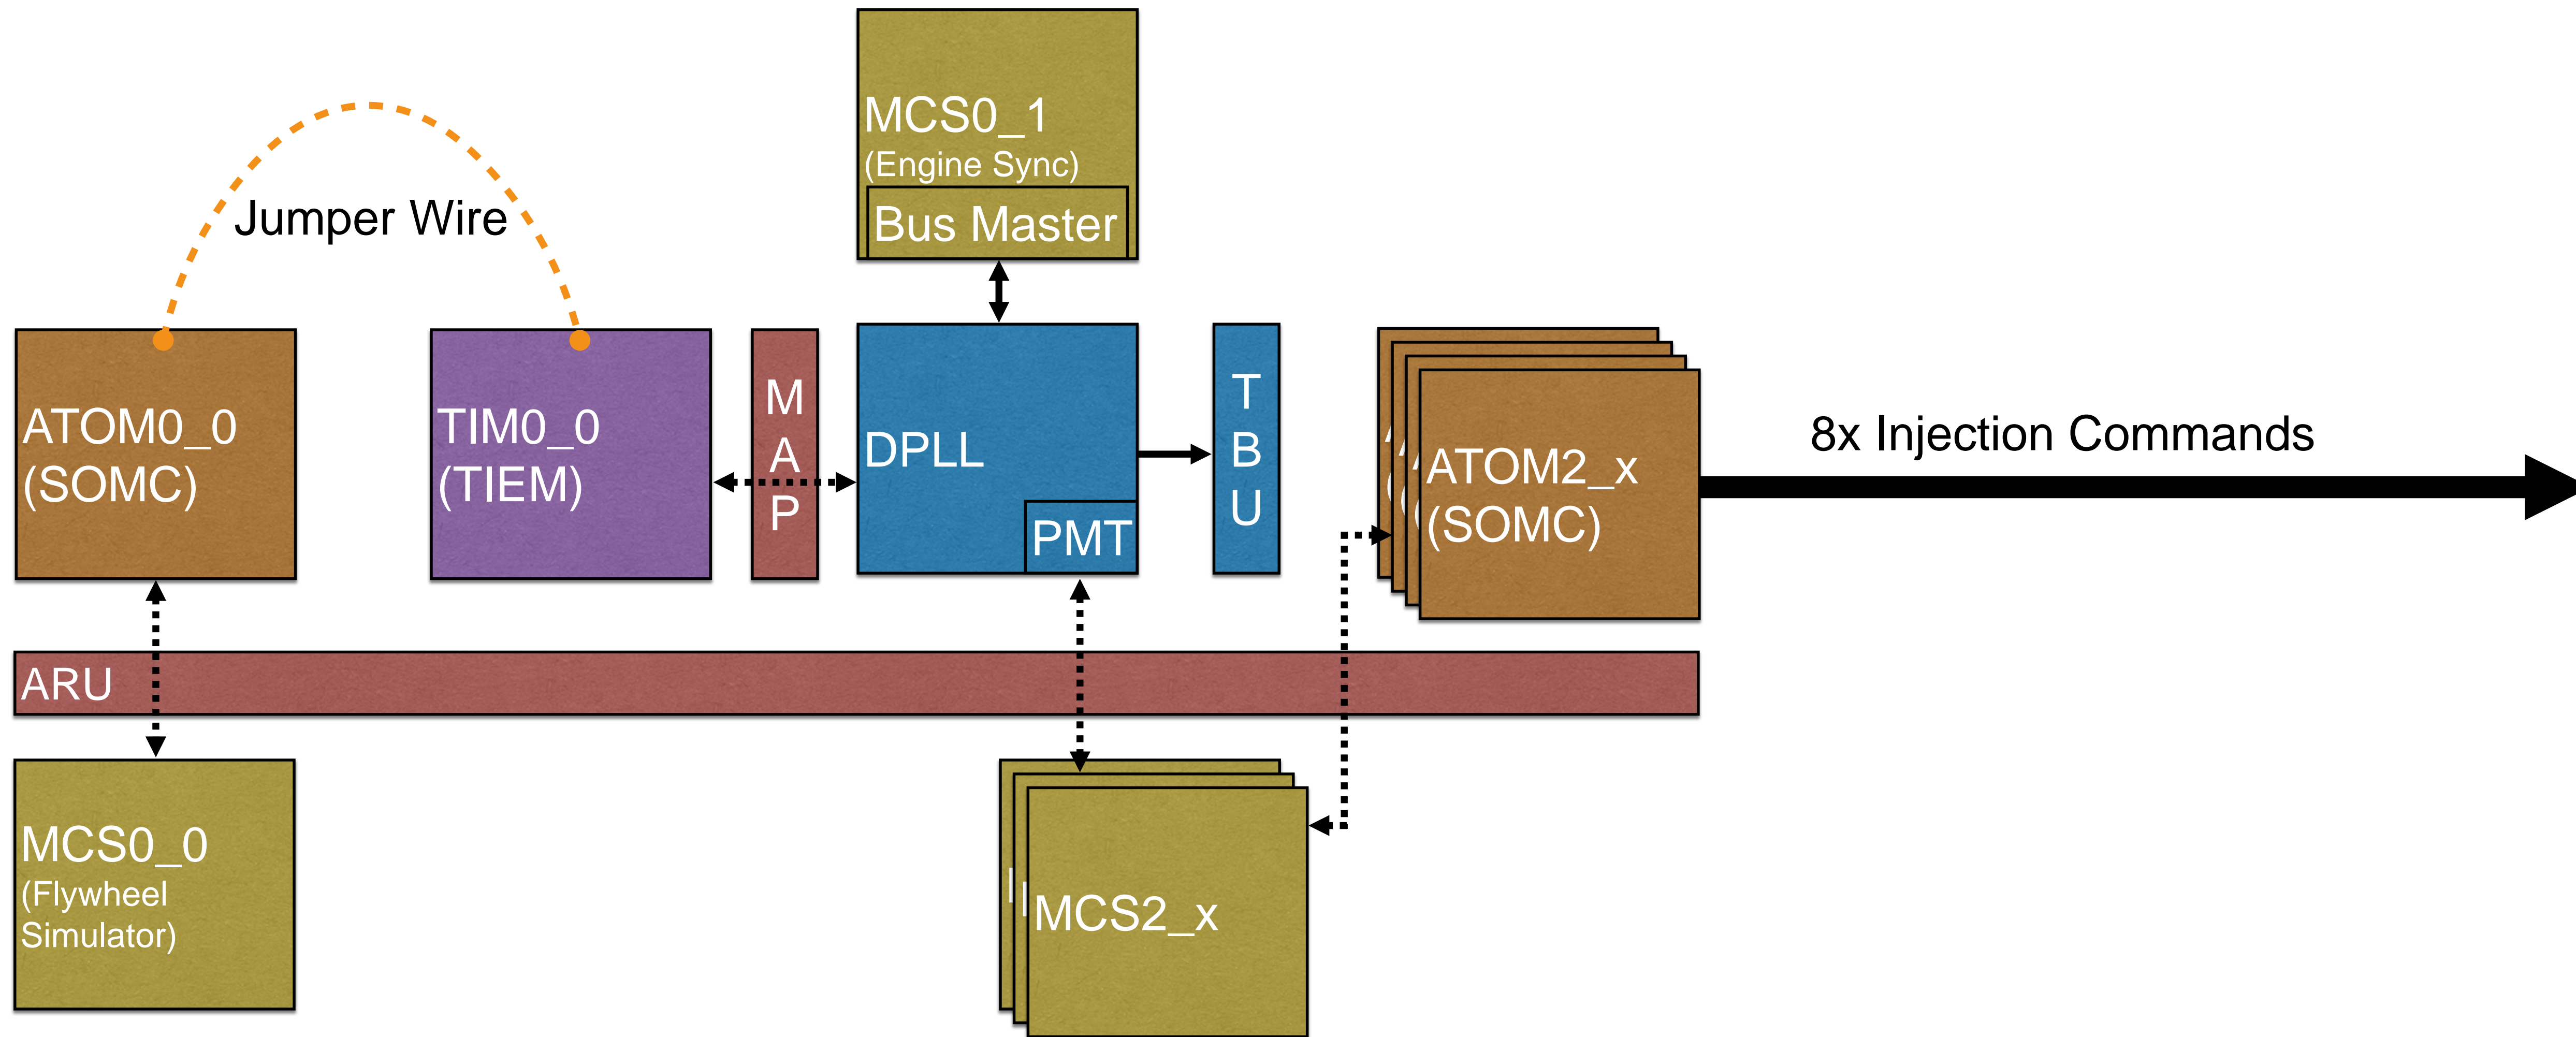 MCS0_1
(Engine Sync)
Bus Master
Jumper Wire
ATOM0_0
(SOMC)
TIM0_0
(TIEM)
M
A
P
DPLL
PMT
T
B
U
ATOM2_x
(SOMC)
8x Injection Commands
ARU
MCS0_0
(Flywheel
Simulator)
MCS2_x